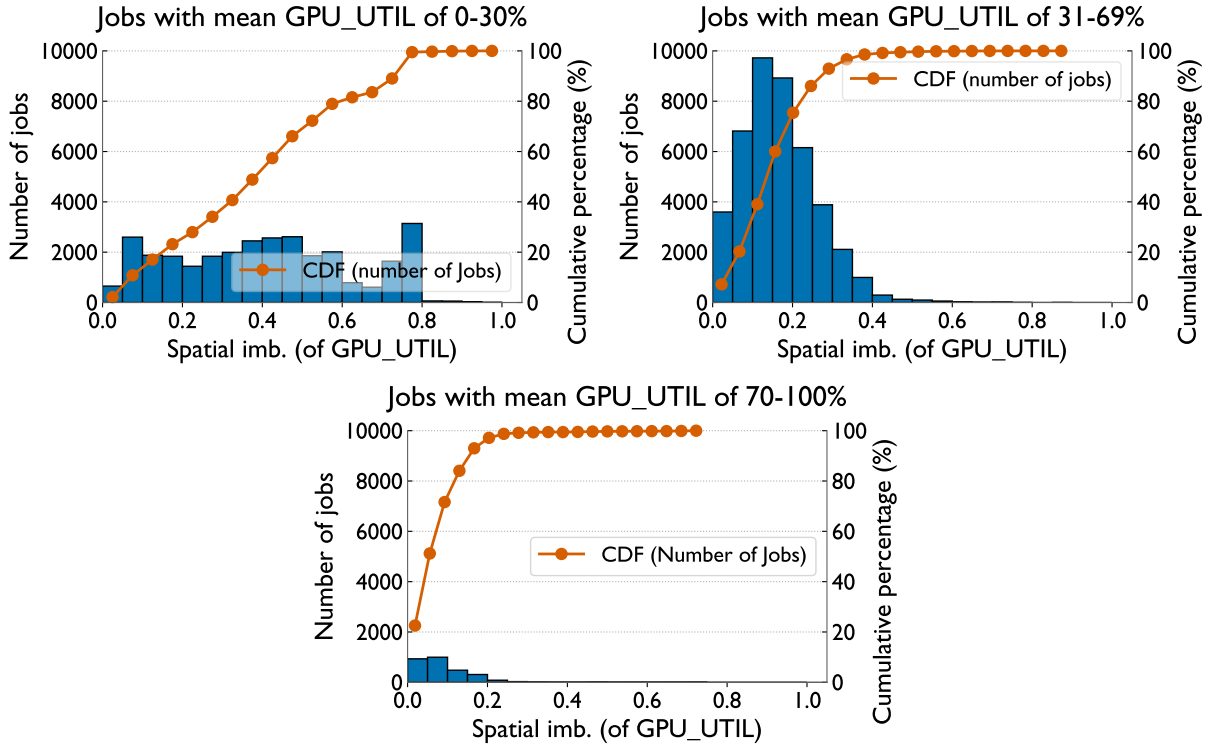 Jobs with mean GPU_UTIL of 0-30%
Number of jobs
10000
8000
6000
4000
2000
0
CDF (number of Jobs)
100
80
60
40
20
0
Cumulative percentage (%)
0.0 0.2 0.4 0.6 0.8 1.0
Spatial imb. (of GPU_UTIL)
Jobs with mean GPU_UTIL of 31-69%
Number of jobs
10000
8000
6000
4000
2000
0
CDF (number of jobs)
100
80
60
40
20
0
Cumulative percentage (%)
0.0 0.2 0.4 0.6 0.8 1.0
Spatial imb. (of GPU_UTIL)
Jobs with mean GPU_UTIL of 70-100%
Number of jobs
10000
8000
6000
4000
2000
0
CDF (Number of Jobs)
100
80
60
40
20
0
Cumulative percentage (%)
0.0 0.2 0.4 0.6 0.8 1.0
Spatial imb. (of GPU_UTIL)